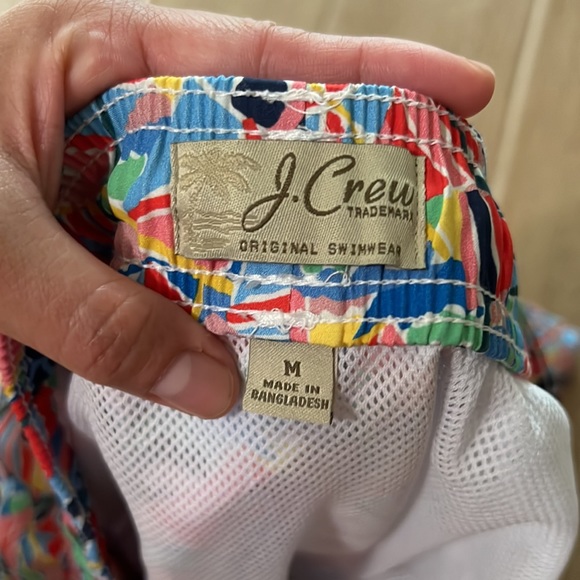 J.Crew
TRADEMARK
ORIGINAL SWIMWEAR
M
MADE IN
BANGLADESH